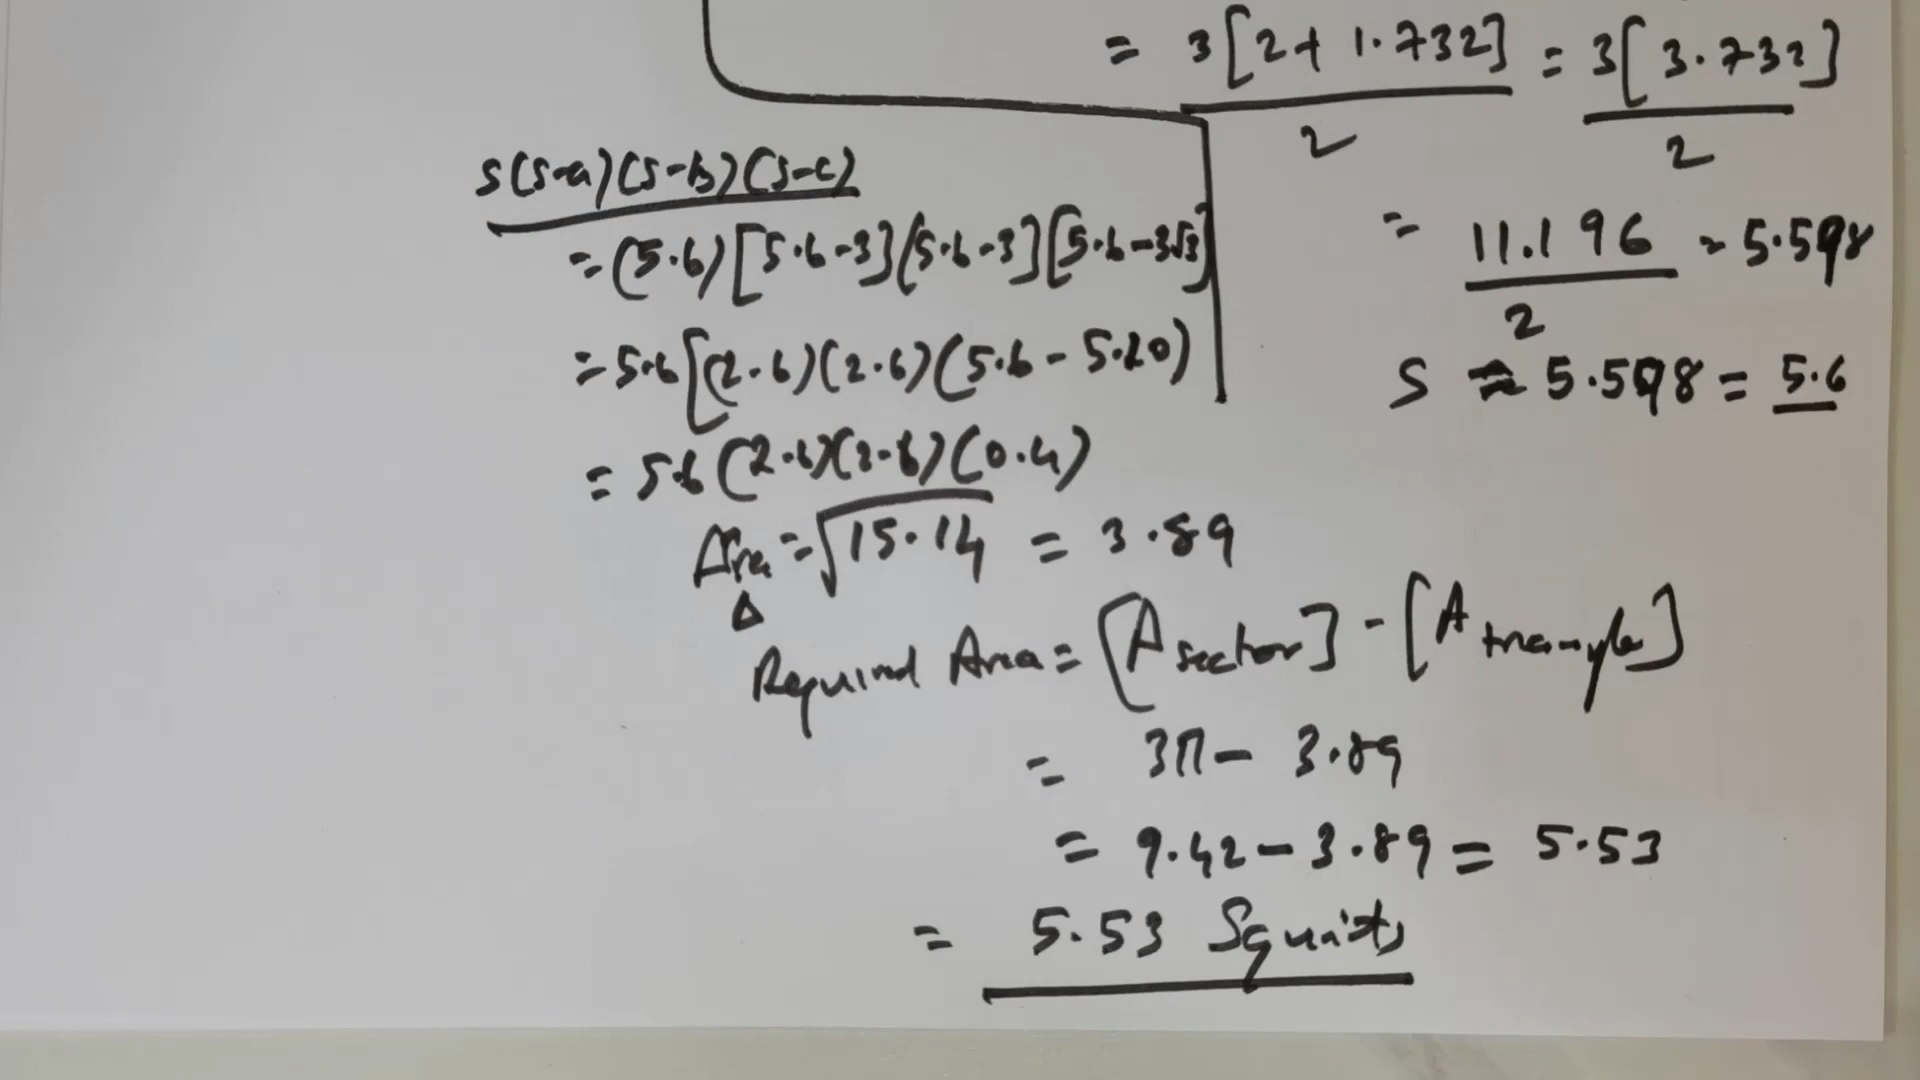 = 3[2+1.732] / 2 = 3[3.732] / 2
= 11.196 / 2 = 5.598
S = 5.598 = 5.6
s(s-a)(s-b)(s-c)
= (5.6)[5.6-3][5.6-3][5.6-3√3]
= 5.6[(2.6)(2.6)(5.6-5.20)
= 5.6(2.6)(2.6)(0.4)
Area Δ = √15.14 = 3.89
Required Area = [A sector] - [A triangle]
= 3π - 3.89
= 9.42 - 3.89 = 5.53
= 5.53 Sq units